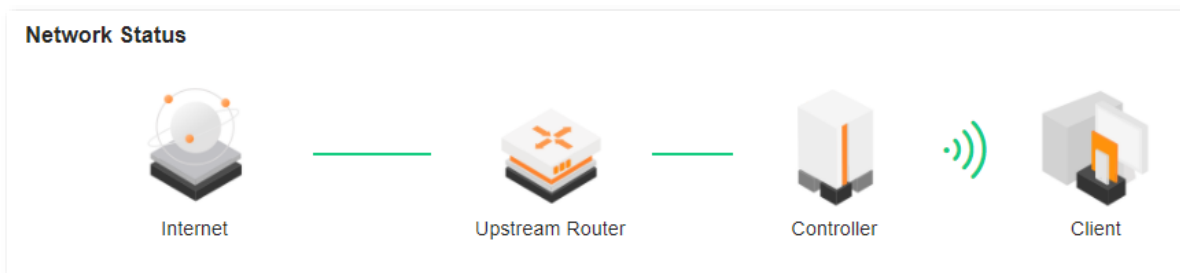 Network Status
Internet
Upstream Router
Controller
Client